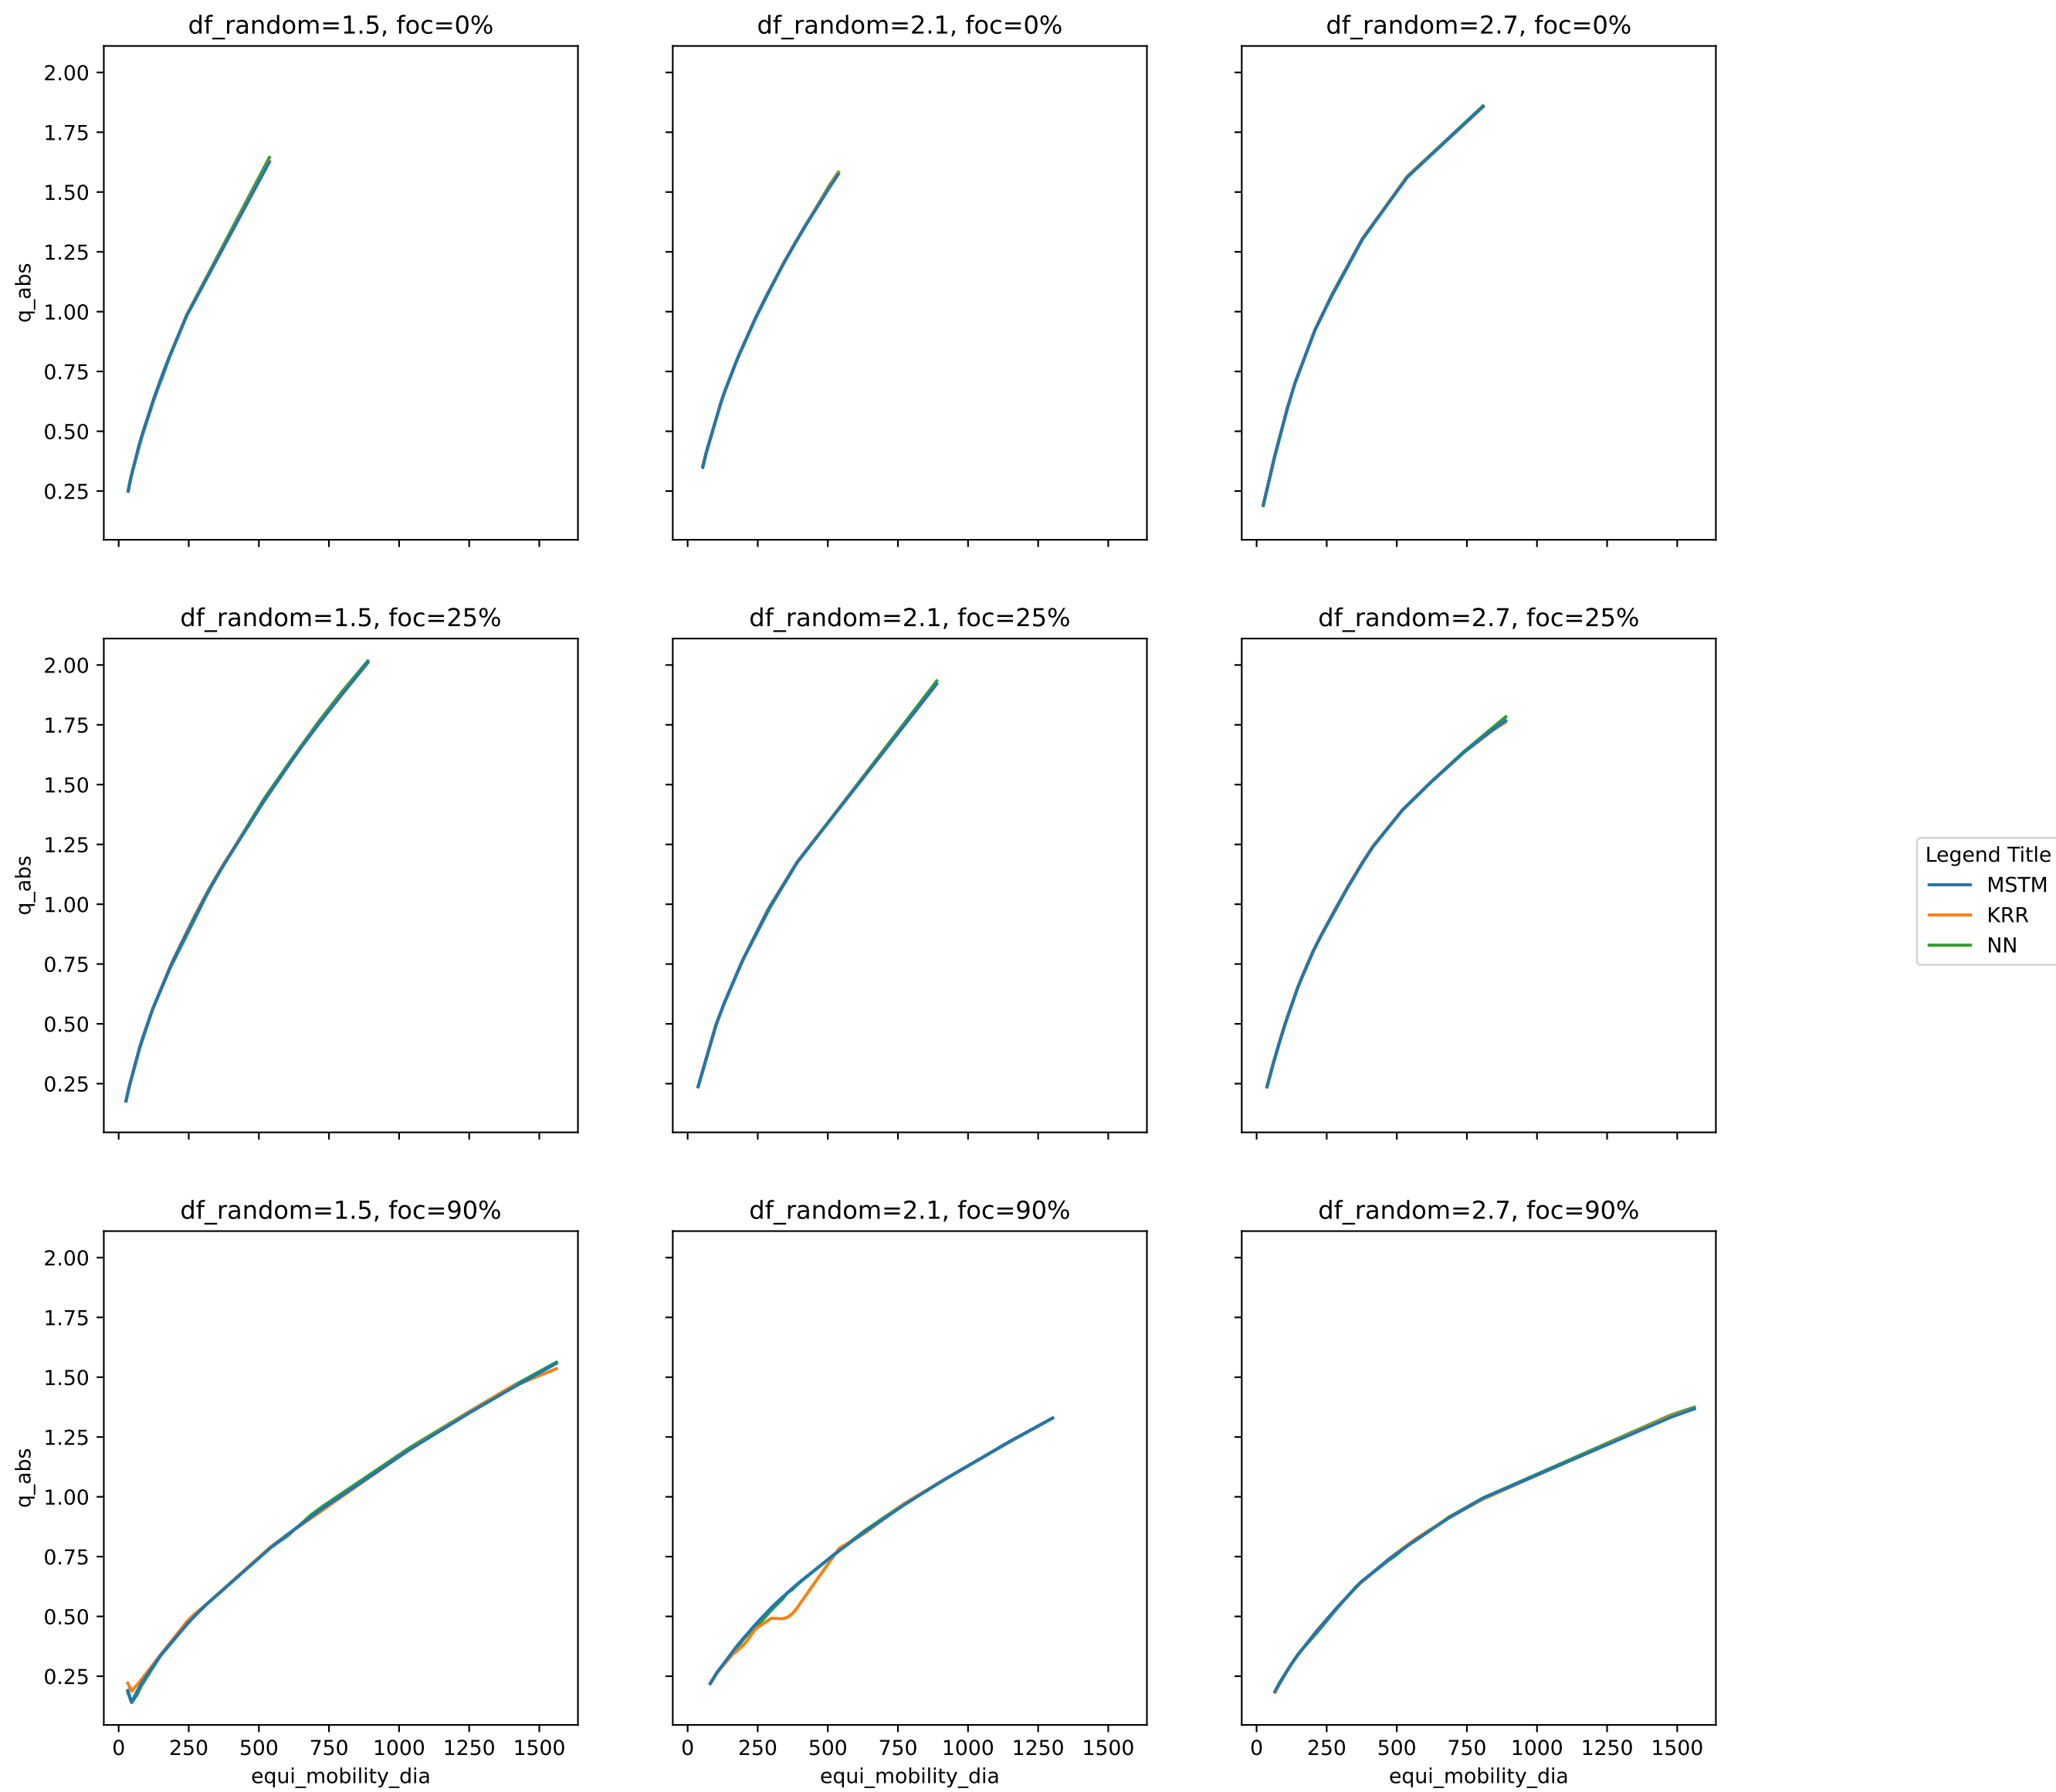 df_random=1.5, foc=0%
df_random=2.1, foc=0%
df_random=2.7, foc=0%
2.00
1.75
1.50
1.25
1.00
0.75
0.50
0.25
q_abs
df_random=1.5, foc=25%
df_random=2.1, foc=25%
df_random=2.7, foc=25%
2.00
1.75
1.50
1.25
1.00
0.75
0.50
0.25
q_abs
Legend Title
MSTM
KRR
NN
df_random=1.5, foc=90%
df_random=2.1, foc=90%
df_random=2.7, foc=90%
2.00
1.75
1.50
1.25
1.00
0.75
0.50
0.25
q_abs
0 250 500 750 1000 1250 1500
equi_mobility_dia
0 250 500 750 1000 1250 1500
equi_mobility_dia
0 250 500 750 1000 1250 1500
equi_mobility_dia